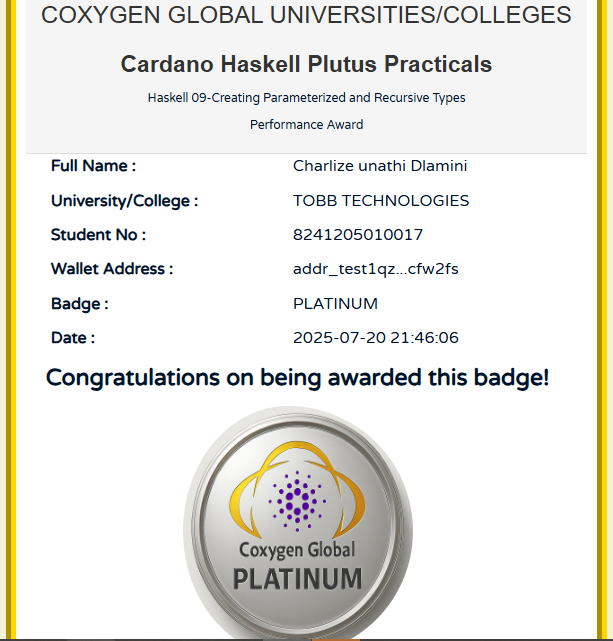 COXYGEN GLOBAL UNIVERSITIES/COLLEGES
Cardano Haskell Plutus Practicals
Haskell 09-Creating Parameterized and Recursive Types
Performance Award
Full Name : Charlize unathi Dlamini
University/College : TOBB TECHNOLOGIES
Student No : 8241205010017
Wallet Address : addr_test1qz...cfw2fs
Badge : PLATINUM
Date : 2025-07-20 21:46:06
Congratulations on being awarded this badge!
Coxygen Global
PLATINUM